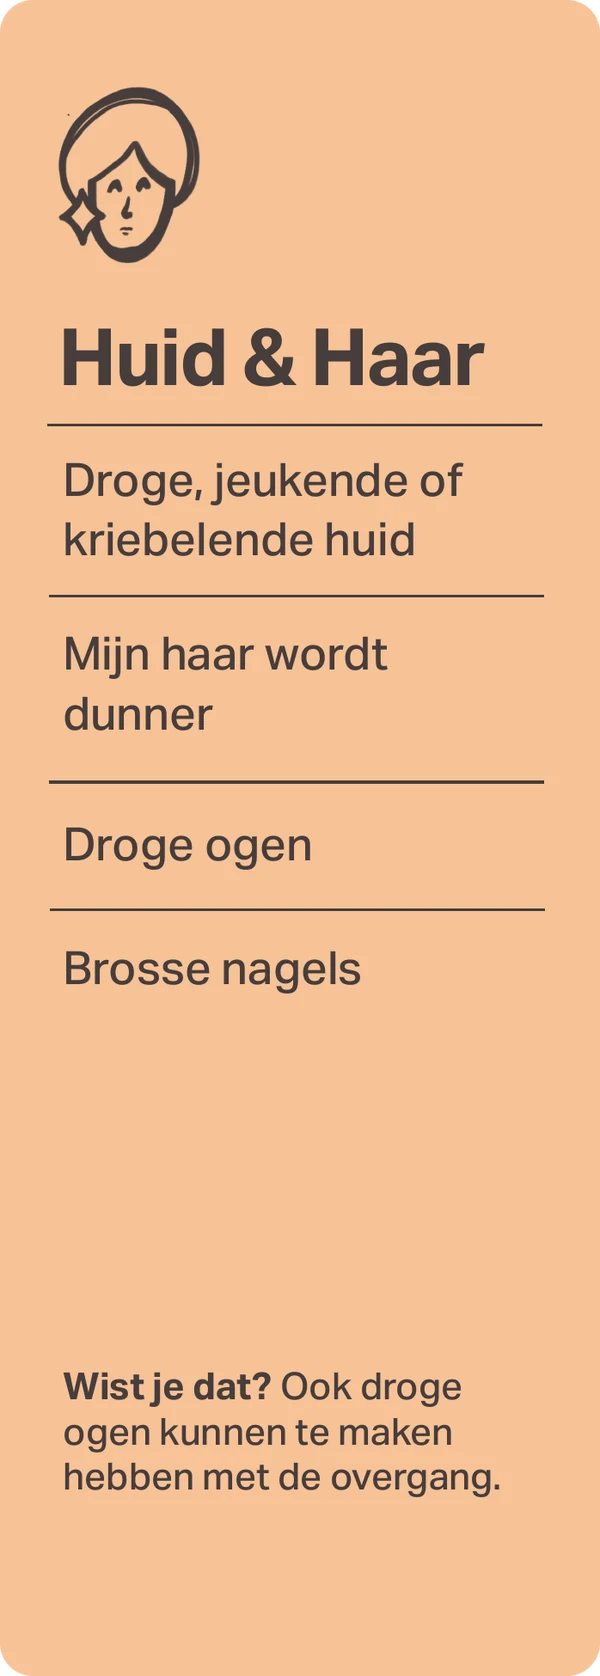 Huid & Haar
Droge, jeukende of
kriebelende huid
Mijn haar wordt
dunner
Droge ogen
Brosse nagels
Wist je dat? Ook droge
ogen kunnen te maken
hebben met de overgang.